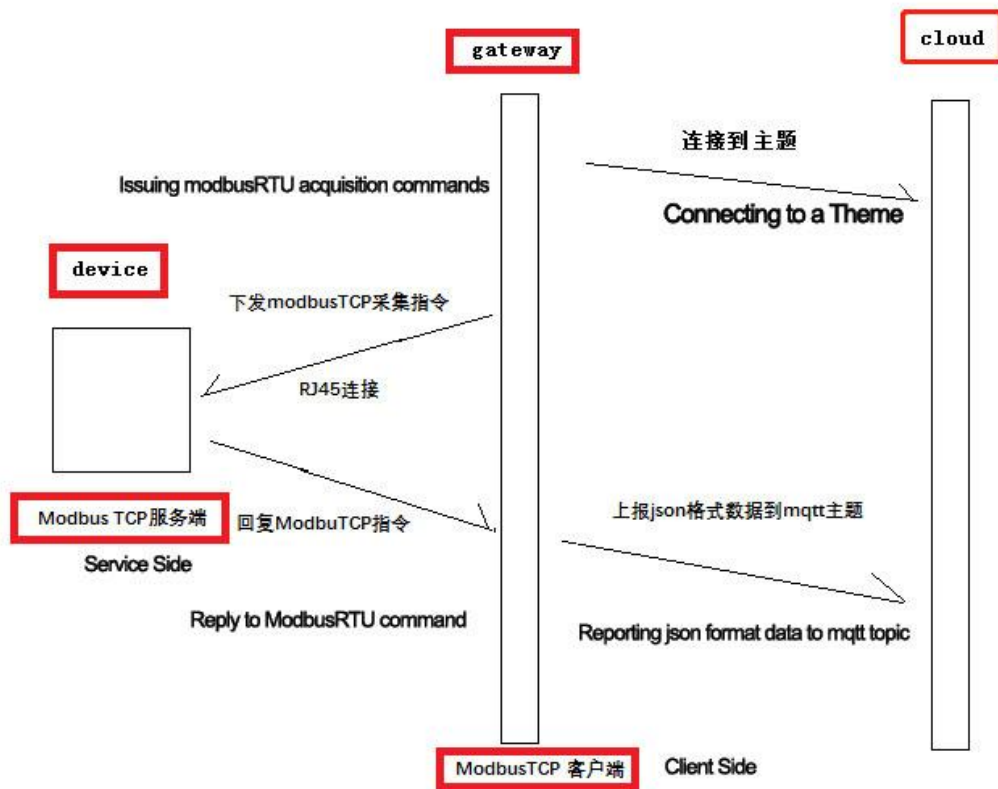 gateway
cloud
连接到主题
Issuing modbusRTU acquisition commands
Connecting to a Theme
device
下发modbusTCP采集指令
RJ45连接
Modbus TCP服务端
回复ModbuTCP指令
上报json格式数据到mqtt主题
Service Side
Reply to ModbusRTU command
Reporting json format data to mqtt topic
ModbusTCP 客户端
Client Side